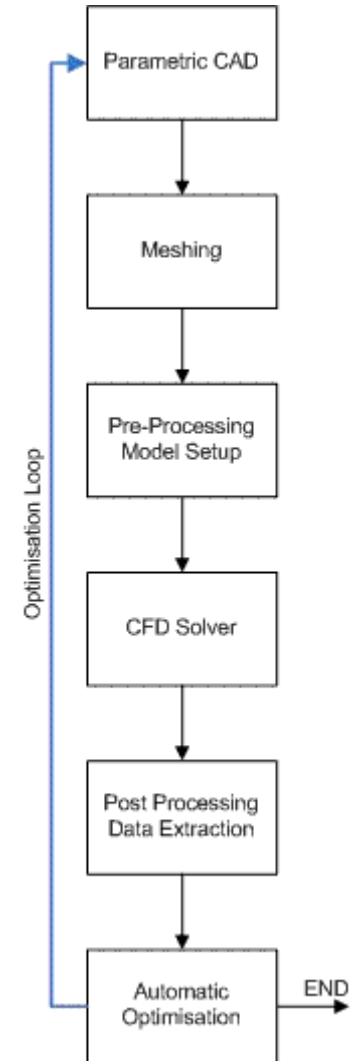 Parametric CAD
Meshing
Pre-Processing
Model Setup
Optimisation Loop
CFD Solver
Post Processing
Data Extraction
Automatic
Optimisation
END